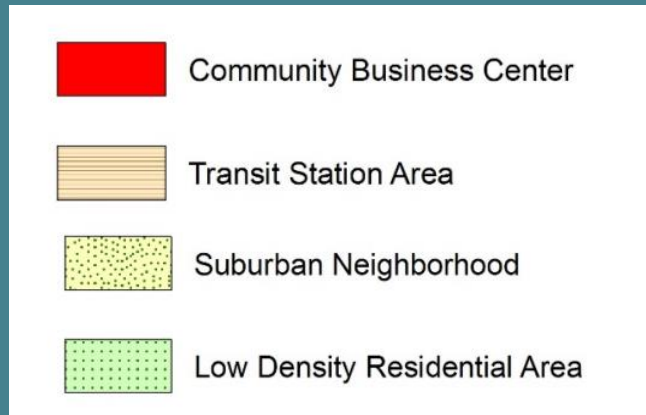 Community Business Center
Transit Station Area
Suburban Neighborhood
Low Density Residential Area